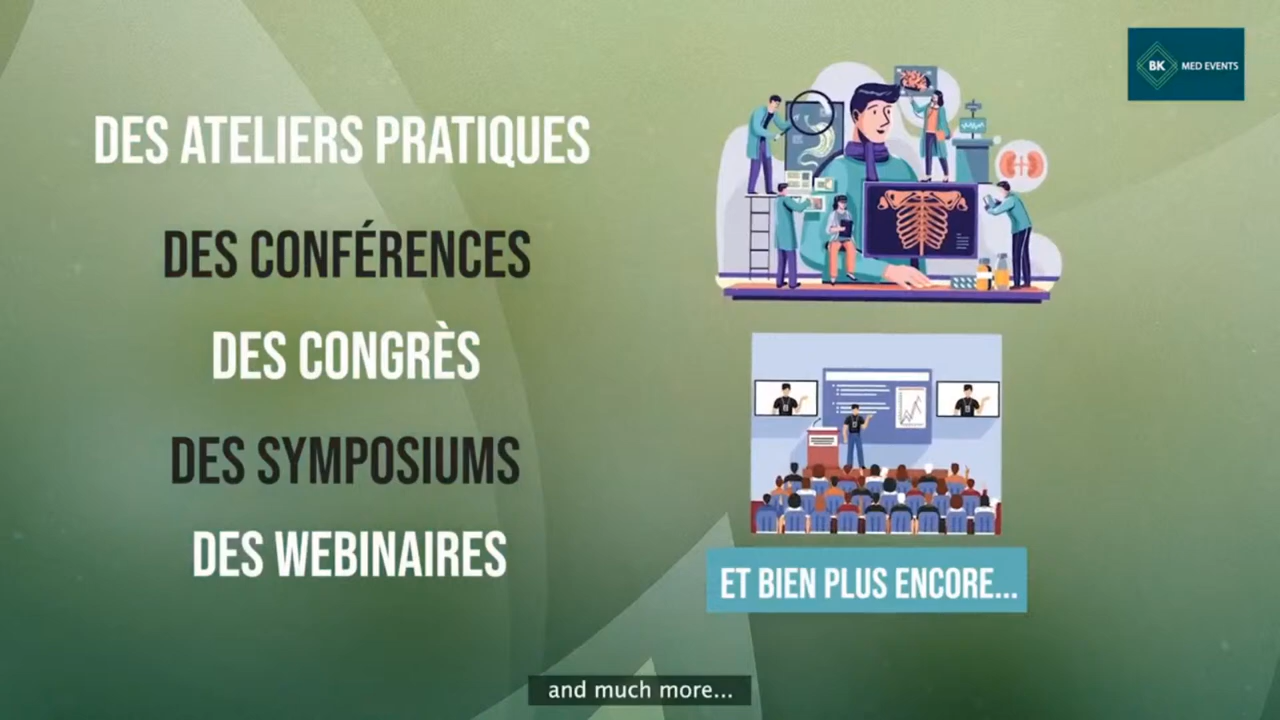 BK MED EVENTS
DES ATELIERS PRATIQUES
DES CONFÉRENCES
DES CONGRÈS
DES SYMPOSIUMS
DES WEBINAIRES
ET BIEN PLUS ENCORE...
and much more...